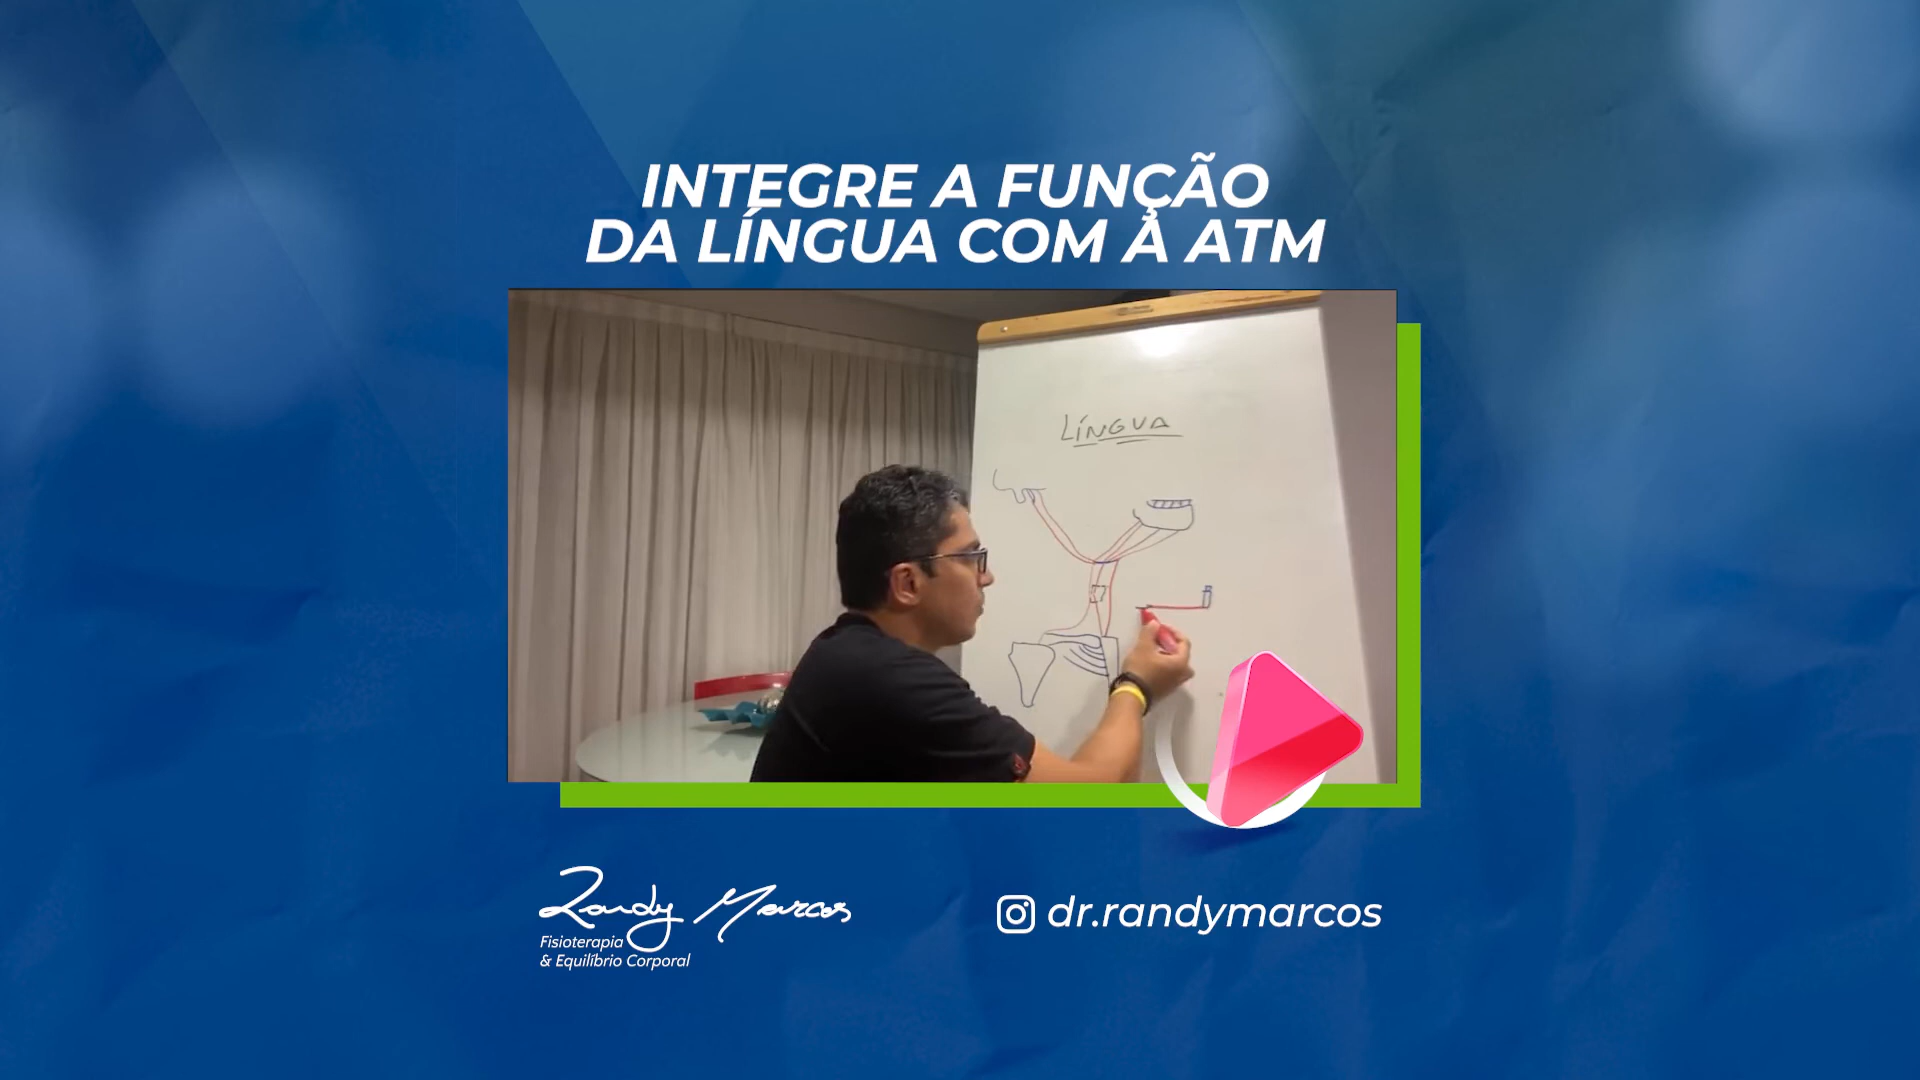 INTEGRE A FUNÇÃO
DA LÍNGUA COM A ATM
LÍNGUA
Randy Marcos
Fisioterapia
& Equilíbrio Corporal
dr.randymarcos